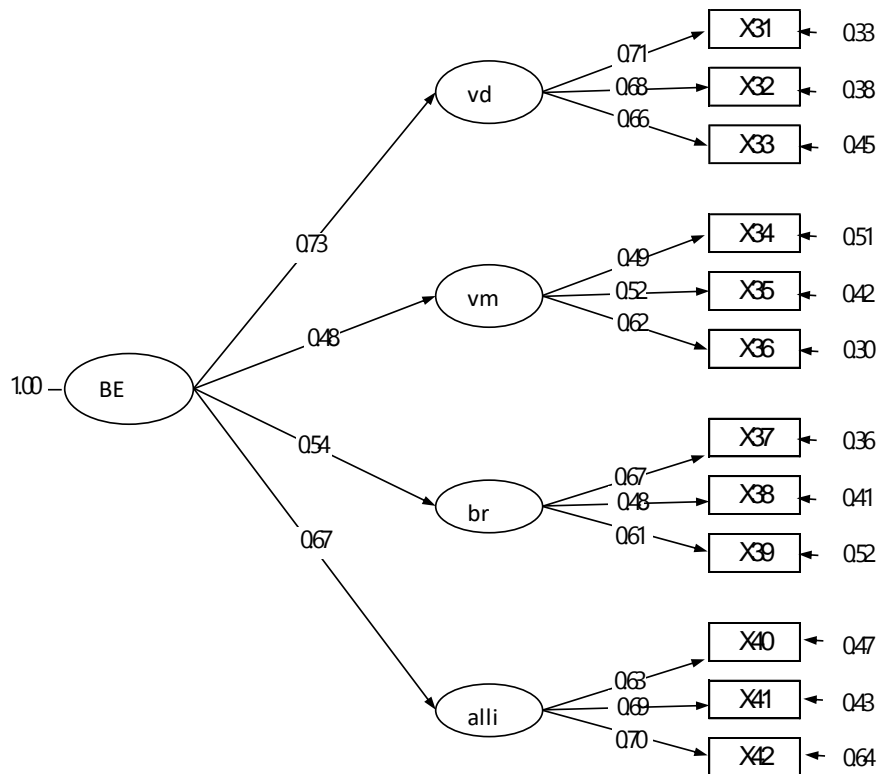 X31 0.33
0.71
vd 0.68 X32 0.38
0.66
X33 0.45
0.73
X34 0.51
0.49
vm 0.52 X35 0.42
0.62
X36 0.30
0.48
1.00 BE
X37 0.36
0.54
0.67
br 0.48 X38 0.41
0.61
X39 0.52
0.67
X40 0.47
0.63
alli 0.69 X41 0.43
0.70
X42 0.64